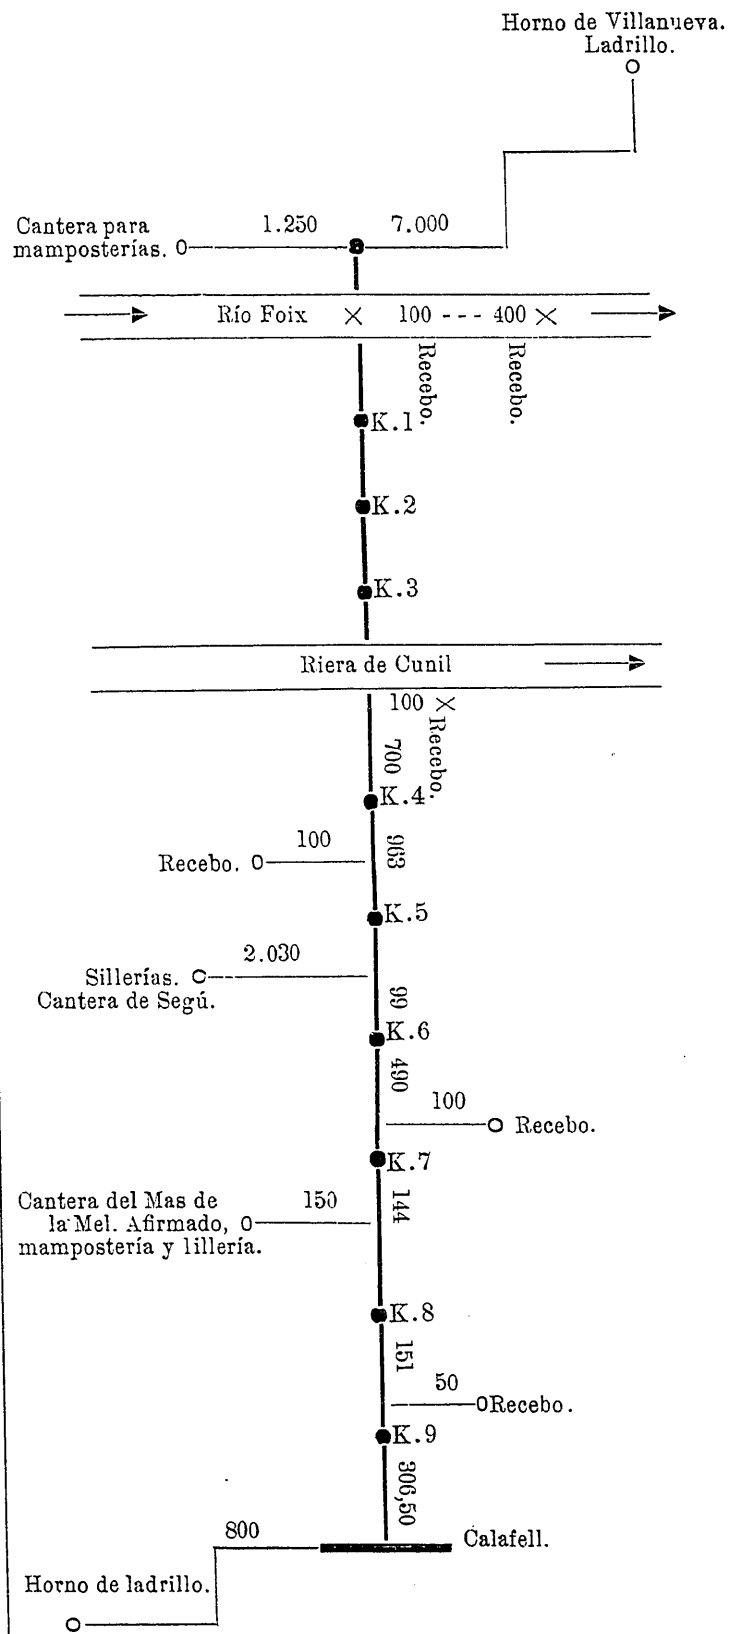 Horno de Villanueva.
Ladrillo.
1.250 7.000
Cantera para
mamposterías.
Río Foix 100 --- 400
Recebo. Recebo.
K.1
K.2
K.3
Riera de Cunil
100
Recebo.
700
K.4
100
963
Recebo.
K.5
2.030
Sillerías.
Cantera de Segú.
99
K.6
490
100
Recebo.
K.7
144
Cantera del Mas de 150
la Mel. Afirmado,
mampostería y lillería.
K.8
151
50
Recebo.
K.9
306,50
800 Calafell.
Horno de ladrillo.